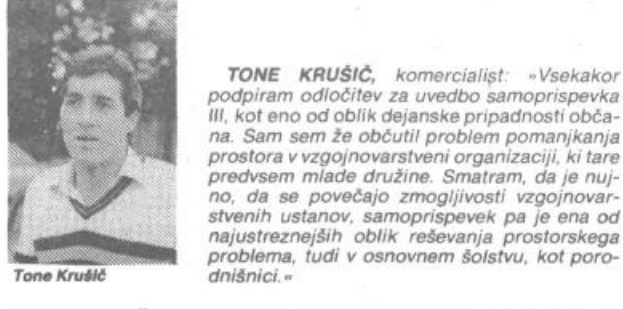 TONE KRUŠIČ, komercialist: »Vsekakor
podpiram odločitev za uvedbo samoprispevka
III, kot eno od oblik dejanske pripadnosti obča-
na. Sam sem že občutil problem pomanjkanja
prostora v vzgojnovarstveni organizaciji, ki tare
predvsem mlade družine. Smatram, da je nuj-
no, da se povečajo zmogljivosti vzgojnovar-
stvenih ustanov, samoprispevek pa je ena od
najustreznejših oblik reševanja prostorskega
problema, tudi v osnovnem šolstvu, kot poro-
dnišnici.«
Tone Krušič